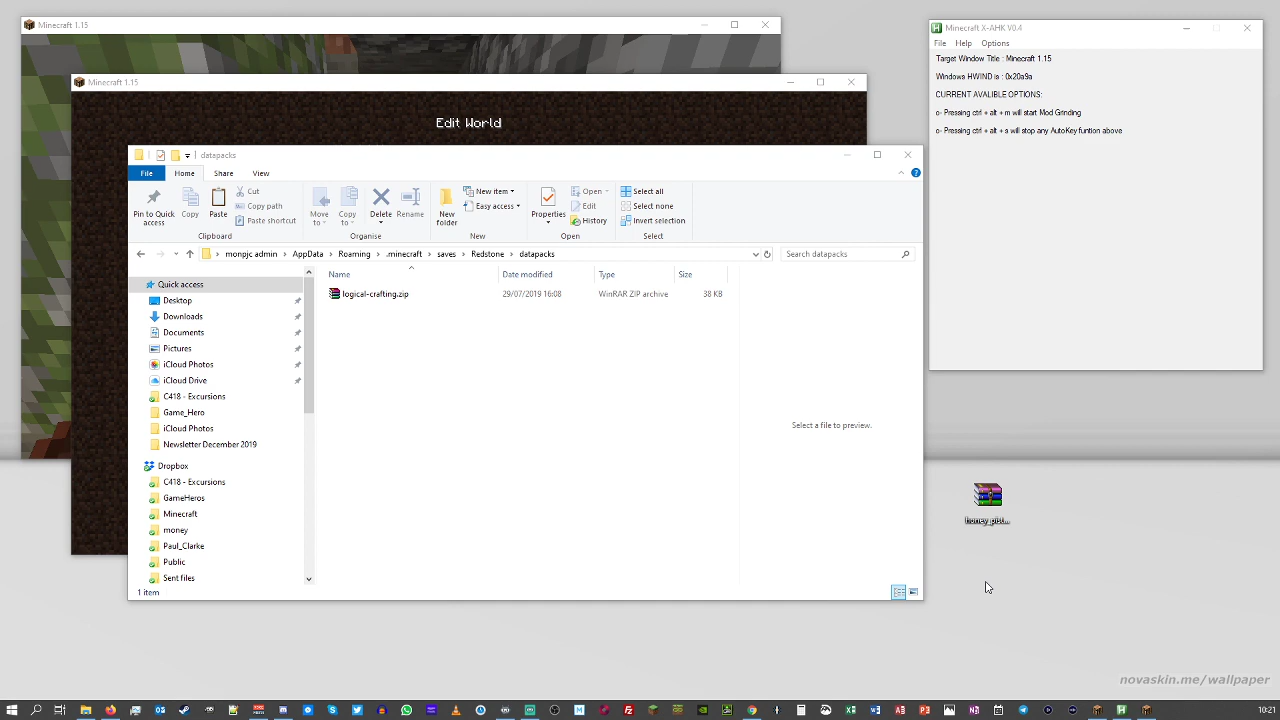 Minecraft 1.15
Minecraft 1.15
Edit World
datapacks
File
Home
Share
View
Pin to Quick access
Copy
Paste
Cut
Copy path
Paste shortcut
Clipboard
Move to
Copy to
Delete
Rename
Organise
New folder
New item
Easy access
New
Properties
Open
Edit
History
Open
Select all
Select none
Invert selection
Select
monpjc admin > AppData > Roaming > .minecraft > saves > Redstone > datapacks
Search datapacks
Name
Date modified
Type
Size
logical-crafting.zip
29/07/2019 16:08
WinRAR ZIP archive
38 KB
Quick access
Desktop
Downloads
Documents
Pictures
iCloud Photos
iCloud Drive
C418 - Excursions
Game_Hero
iCloud Photos
Newsletter December 2019
Dropbox
C418 - Excursions
GameHeros
Minecraft
money
Paul_Clarke
Public
Sent files
Select a file to preview.
1 item
Minecraft X-AHK V0.4
File
Help
Options
Target Window Title : Minecraft 1.15
Windows HWIND is : 0x20a9a
CURRENT AVALIBLE OPTIONS:
o- Pressing ctrl + alt + m will start Mod Grinding
o- Pressing ctrl + alt + s will stop any AutoKey funtion above
honey_pist...
novaskin.me/wallpaper
10:21